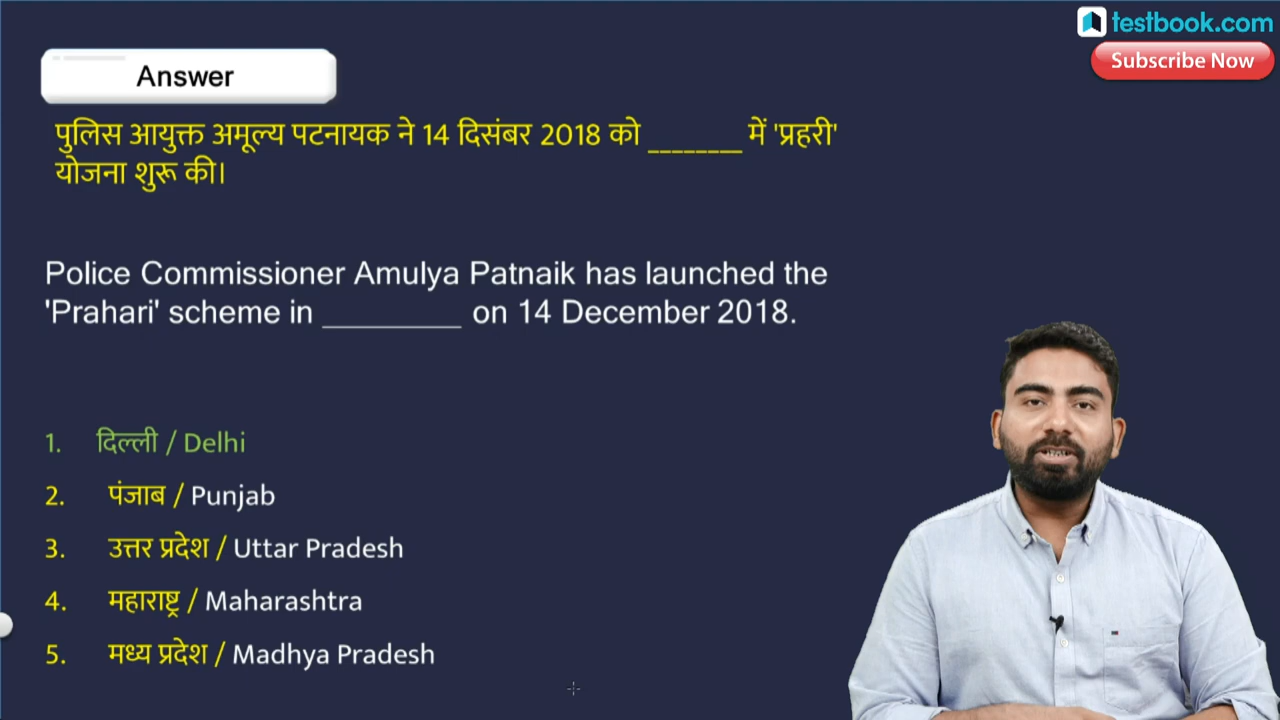 testbook.com
Subscribe Now
Answer
पुलिस आयुक्त अमूल्य पटनायक ने 14 दिसंबर 2018 को ________ में 'प्रहरी'
योजना शुरू की।
Police Commissioner Amulya Patnaik has launched the
'Prahari' scheme in ________ on 14 December 2018.
1. दिल्ली / Delhi
2. पंजाब / Punjab
3. उत्तर प्रदेश / Uttar Pradesh
4. महाराष्ट्र / Maharashtra
5. मध्य प्रदेश / Madhya Pradesh